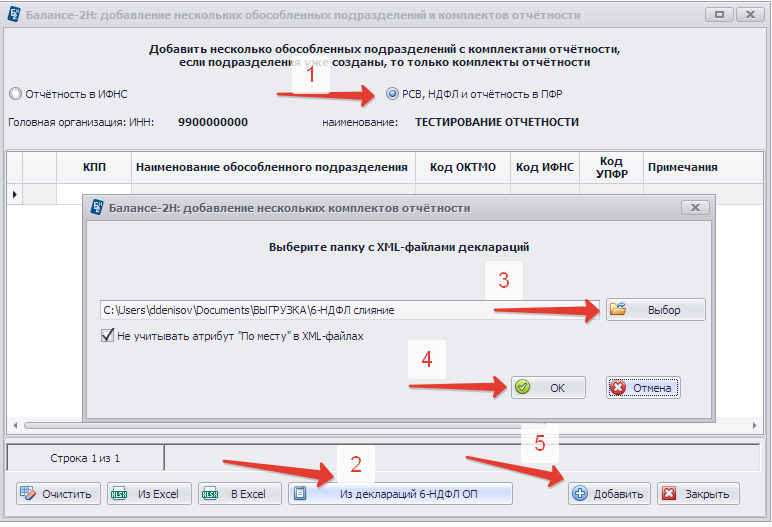 Балансе-2Н: добавление нескольких обособленных подразделений и комплектов отчётности
Добавить несколько обособленных подразделений с комплектами отчётности,
если подразделения уже созданы, то только комплекты отчётности
1
Отчётность в ИФНС
РСВ, НДФЛ и отчётность в ПФР
Головная организация: ИНН: 9900000000 наименование: ТЕСТИРОВАНИЕ ОТЧЕТНОСТИ
КПП Наименование обособленного подразделения Код ОКТМО Код ИФНС Код УПФР Примечания
Балансе-2Н: добавление нескольких комплектов отчётности
Выберите папку с XML-файлами деклараций
3
C:\Users\ddenisov\Documents\ВЫГРУЗКА\6-НДФЛ слияние
Выбор
Не учитывать атрибут "По месту" в XML-файлах
4
ОК
Отмена
Строка 1 из 1
2
5
Очистить
Из Excel
В Excel
Из деклараций 6-НДФЛ ОП
Добавить
Закрыть